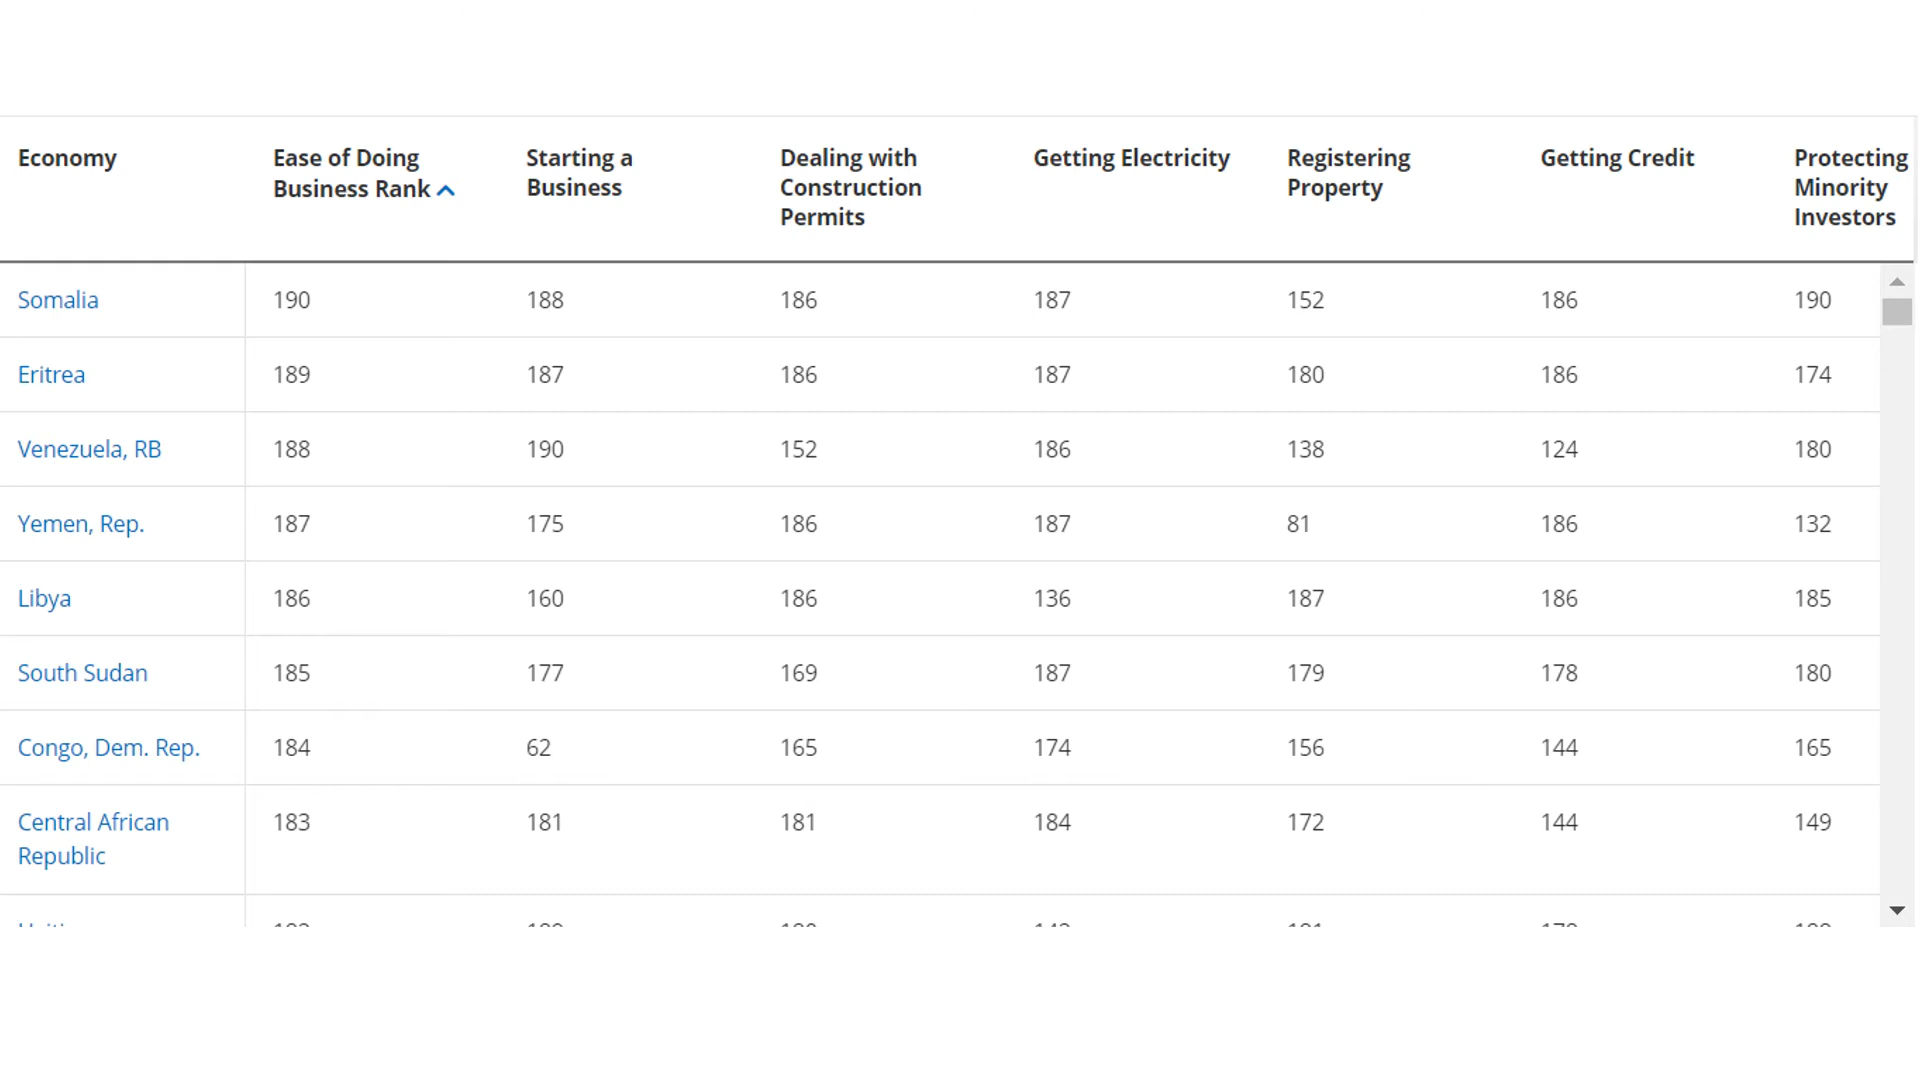 Economy Ease of Doing Business Rank Starting a Business Dealing with Construction Permits Getting Electricity Registering Property Getting Credit Protecting Minority Investors
Somalia 190 188 186 187 152 186 190
Eritrea 189 187 186 187 180 186 174
Venezuela, RB 188 190 152 186 138 124 180
Yemen, Rep. 187 175 186 187 81 186 132
Libya 186 160 186 136 187 186 185
South Sudan 185 177 169 187 179 178 180
Congo, Dem. Rep. 184 62 165 174 156 144 165
Central African Republic 183 181 181 184 172 144 149